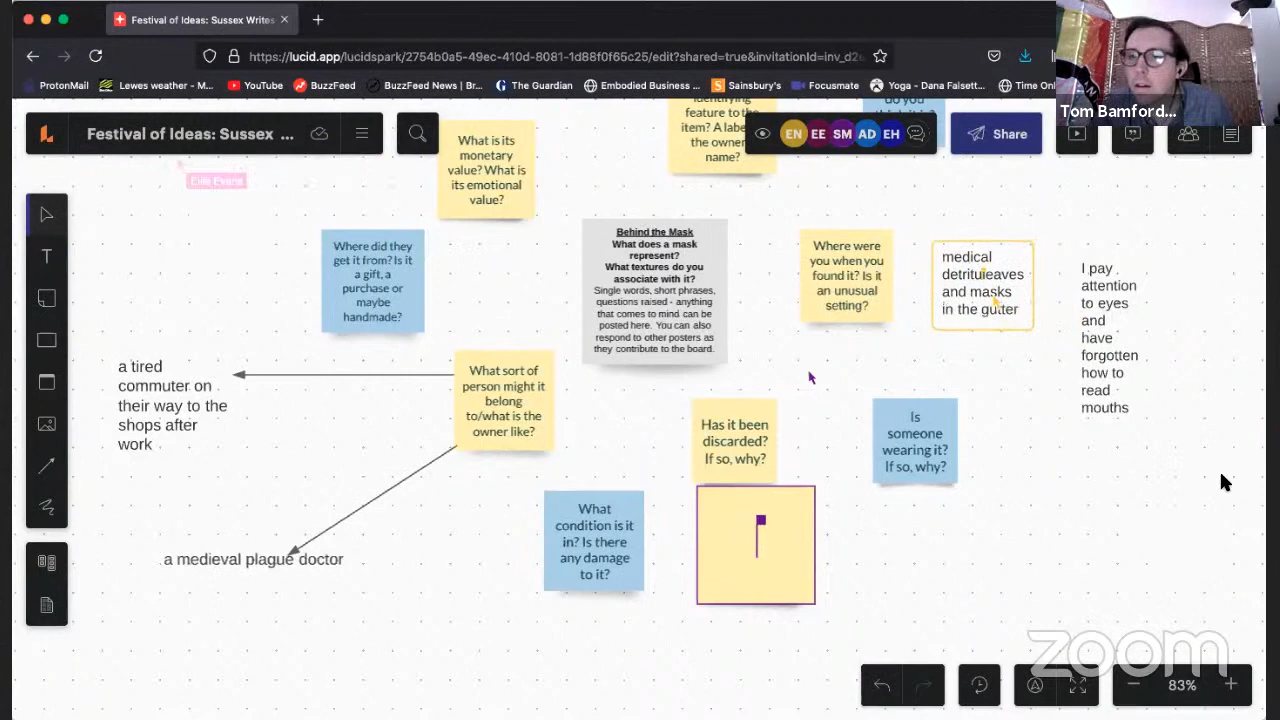 Festival of Ideas: Sussex Writes
https://lucid.app/lucidspark/2754b0a5-49ec-410d-8081-1d88f0f65c25/edit?shared=true&invitationId=inv_d2e
ProtonMail
Lewes weather - M...
YouTube
BuzzFeed
BuzzFeed News | Br...
The Guardian
Embodied Business ...
Sainsbury's
Focusmate
Yoga - Dana Falsett...
Time Onli
Tom Bamford...
Festival of Ideas: Sussex ...
EN
EE
SM
AD
EH
Share
identifying
feature to the
item? A labe
the owner
name?
do you
What is its
monetary
value? What is
its emotional
value?
Where did they
get it from? Is it
a gift, a
purchase or
maybe
handmade?
Behind the Mask
What does a mask
represent?
What textures do you
associate with it?
Single words, short phrases,
questions raised - anything
that comes to mind can be
posted here. You can also
respond to other posters as
they contribute to the board.
Where were
you when you
found it? Is it
an unusual
setting?
medical
and masks
in the gutter
I pay
attention
to eyes
and
have
forgotten
how to
read
mouths
a tired
commuter on
their way to the
shops after
work
What sort of
person might it
belong
to/what is the
owner like?
Has it been
discarded?
If so, why?
Is
someone
wearing it?
If so, why?
a medieval plague doctor
What
condition is it
in? Is there
any damage
to it?
zoom
83%